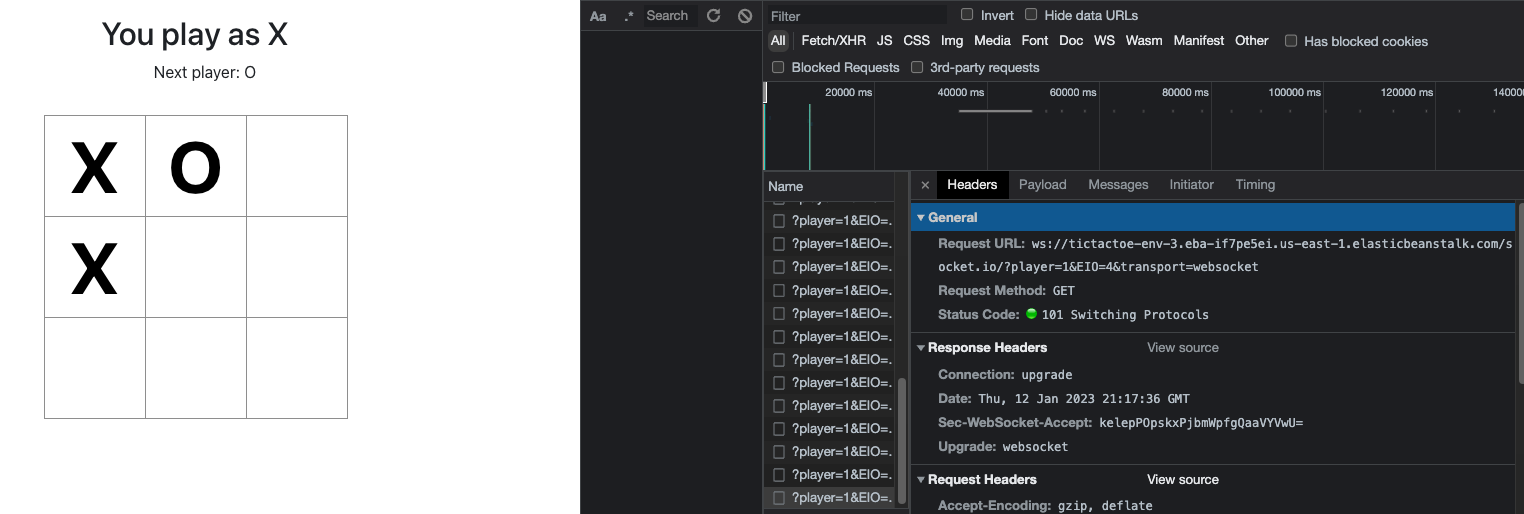 You play as X
Next player: O
X O
X
Aa .* Search
Filter Invert Hide data URLs
All Fetch/XHR JS CSS Img Media Font Doc WS Wasm Manifest Other Has blocked cookies
Blocked Requests 3rd-party requests
20000 ms 40000 ms 60000 ms 80000 ms 100000 ms 120000 ms 14000
Name
?player=1&EIO=.
?player=1&EIO=.
?player=1&EIO=.
?player=1&EIO=.
?player=1&EIO=.
?player=1&EIO=.
?player=1&EIO=.
?player=1&EIO=.
?player=1&EIO=.
?player=1&EIO=.
?player=1&EIO=.
?player=1&EIO=.
?player=1&EIO=.
× Headers Payload Messages Initiator Timing
General
Request URL: ws://tictactoe-env-3.eba-if7pe5ei.us-east-1.elasticbeanstalk.com/s
ocket.io/?player=1&EIO=4&transport=websocket
Request Method: GET
Status Code: 101 Switching Protocols
Response Headers View source
Connection: upgrade
Date: Thu, 12 Jan 2023 21:17:36 GMT
Sec-WebSocket-Accept: kelepPOpskxPjbmWpfgQaaVYVwU=
Upgrade: websocket
Request Headers View source
Accept-Encoding: gzip, deflate